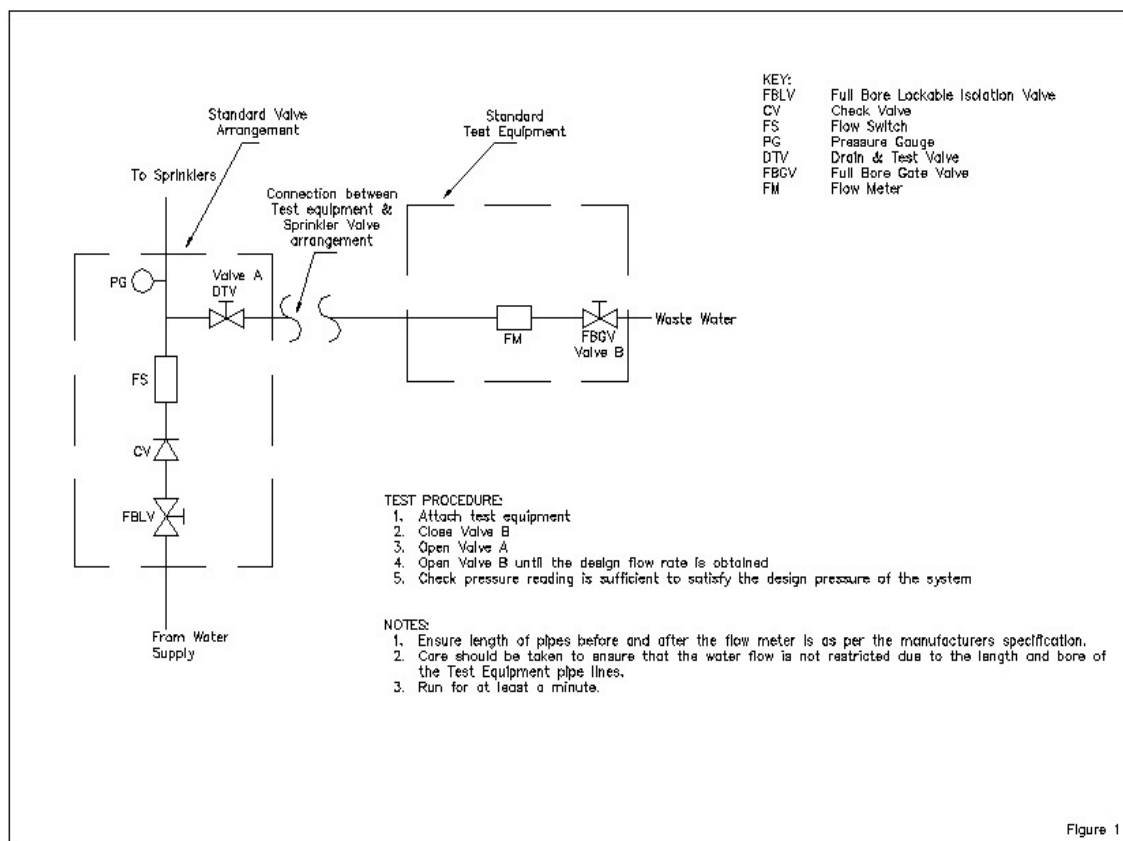 KEY:
FBLV Full Bore Lockable Isolation Valve
CV Check Valve
FS Flow Switch
PG Pressure Gauge
DTV Drain & Test Valve
FBGV Full Bore Gate Valve
FM Flow Meter
Standard Valve
Arrangement
Standard
Test Equipment
To Sprinklers
Connection between
Test equipment &
Sprinkler Valve
arrangement
PG
Valve A
DTV
FM
FBGV
Valve B
Waste Water
FS
CV
FBLV
From Water
Supply
TEST PROCEDURE:
1. Attach test equipment
2. Close Valve B
3. Open Valve A
4. Open Valve B until the design flow rate is obtained
5. Check pressure reading is sufficient to satisfy the design pressure of the system
NOTES:
1. Ensure length of pipes before and after the flow meter is as per the manufacturers specification.
2. Care should be taken to ensure that the water flow is not restricted due to the length and bore of
the Test Equipment pipe lines.
3. Run for at least a minute.
Figure 1